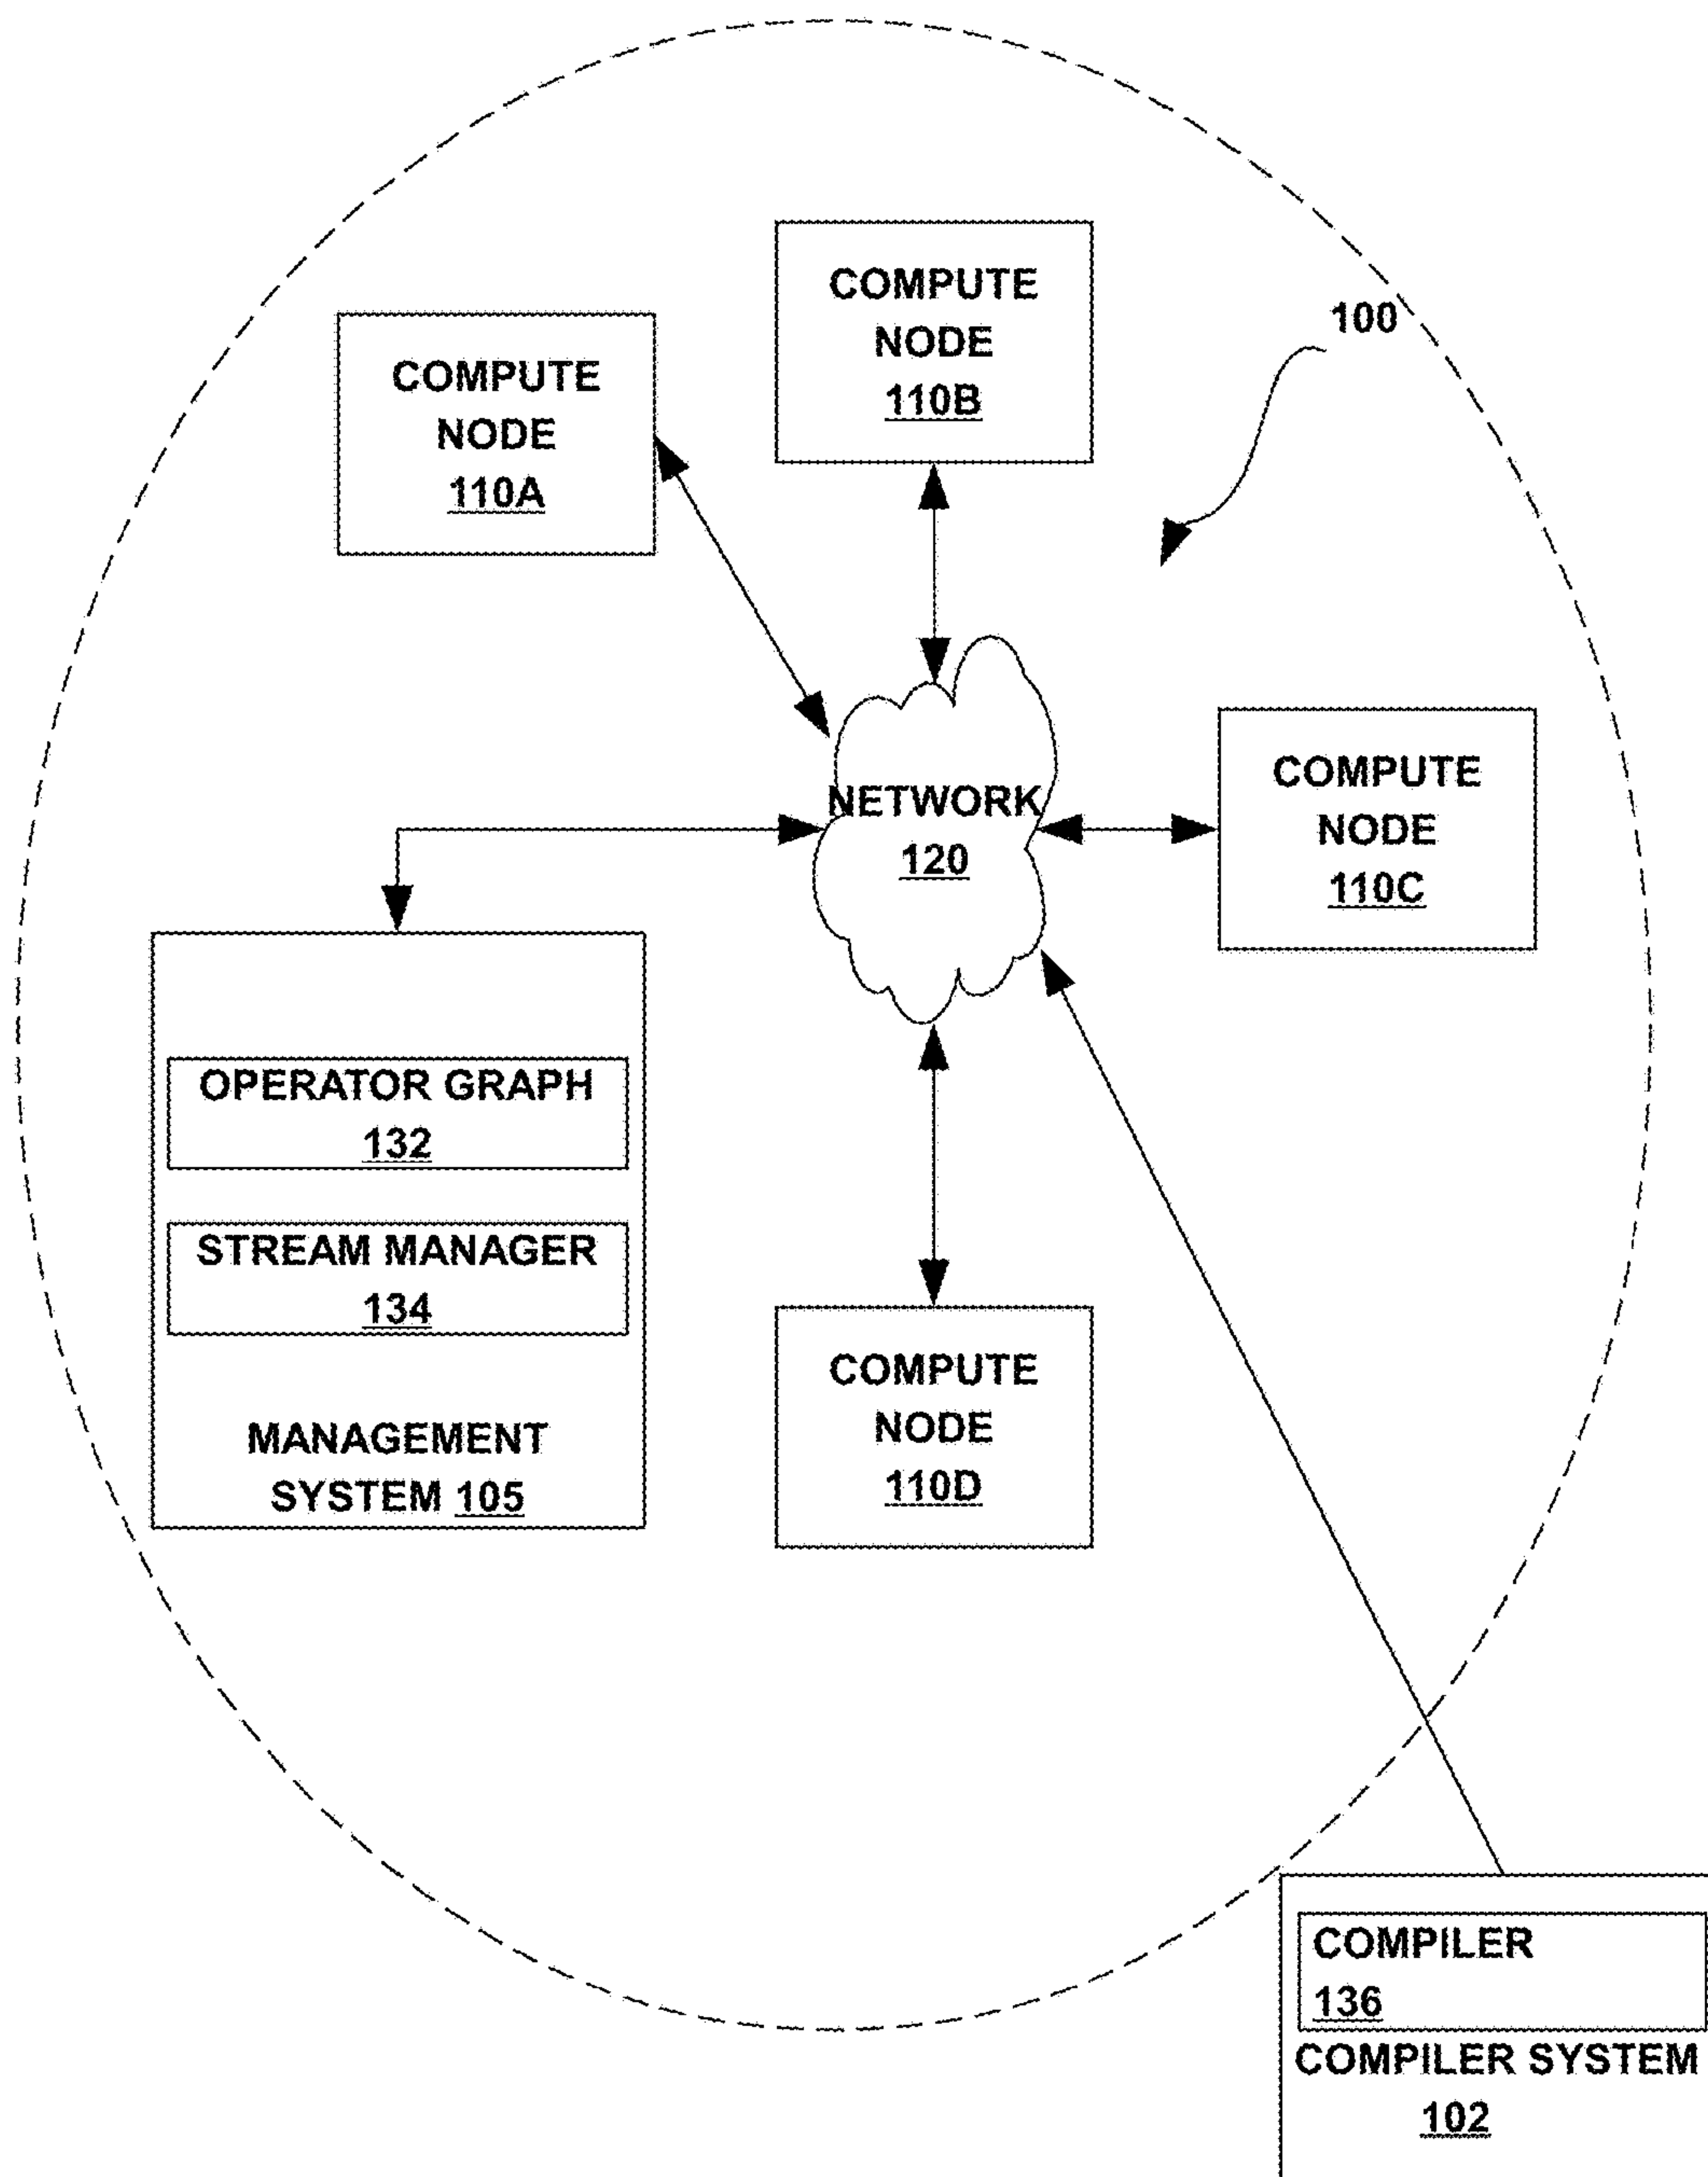 COMPUTE
NODE
110B
100
COMPUTE
NODE
110A
NETWORK
120
COMPUTE
NODE
110C
OPERATOR GRAPH
132
STREAM MANAGER
134
MANAGEMENT
SYSTEM 105
COMPUTE
NODE
110D
COMPILER
136
COMPILER SYSTEM
102